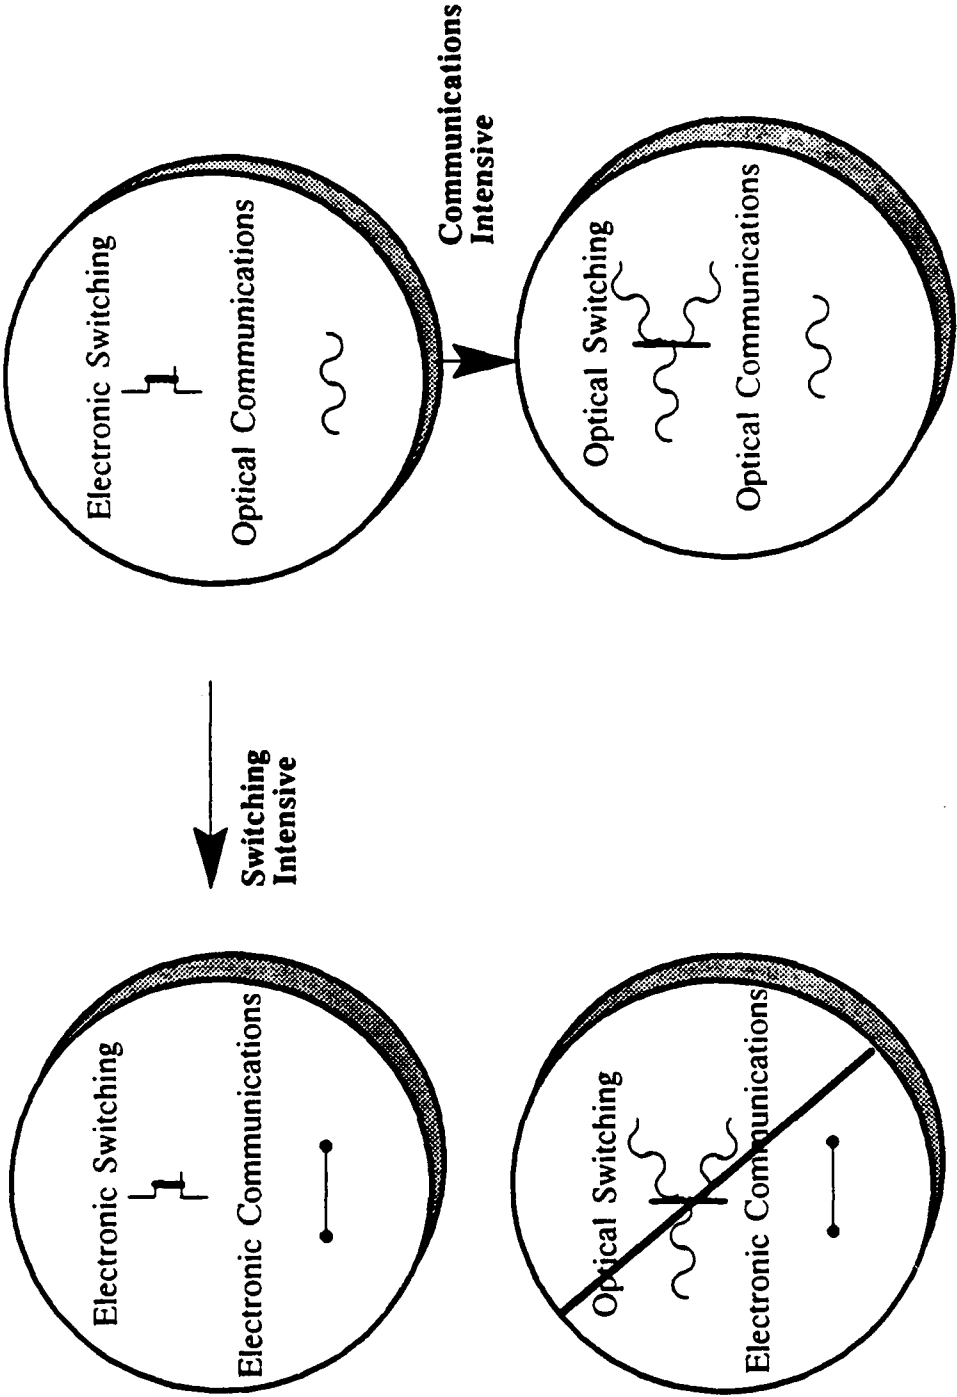 Electronic Switching
Electronic Communications
Switching
Intensive
Electronic Switching
Optical Communications
Communications
Intensive
Optical Switching
Electronic Communications
Optical Switching
Optical Communications